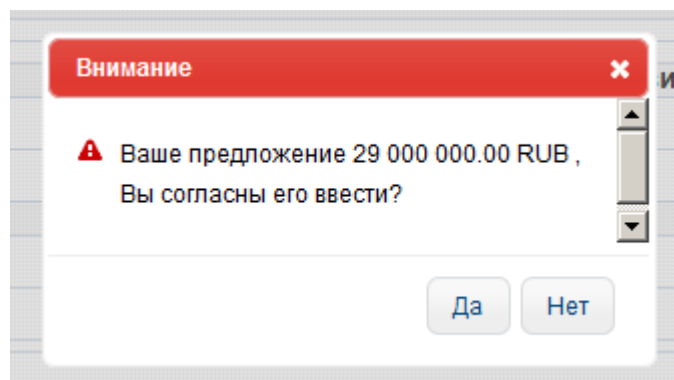 Внимание
Ваше предложение 29 000 000.00 RUB ,
Вы согласны его ввести?
Да Нет